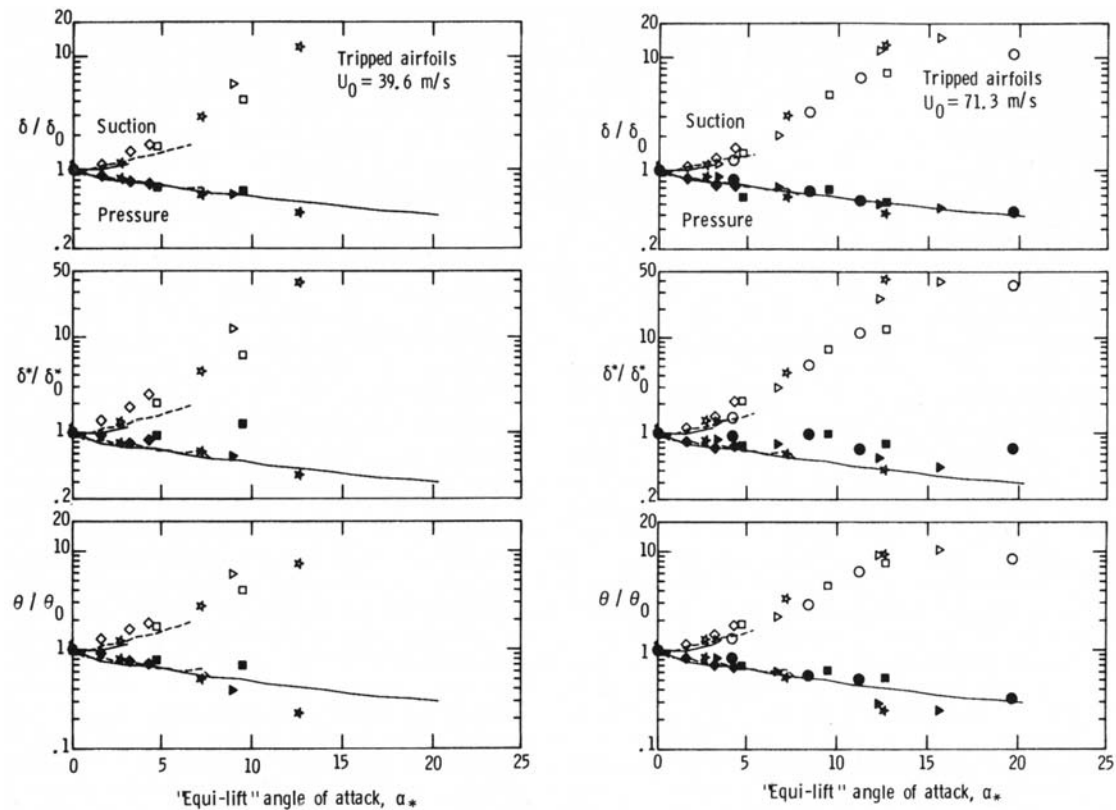 20
10
δ / δ₀
1
.2
Suction
Pressure
Tripped airfoils
U₀ = 39.6 m/s
50
10
δ*/ δ₀*
1
.2
20
10
θ / θ₀
1
.1
0 5 10 15 20 25
"Equi-lift" angle of attack, α*
20
10
δ / δ₀
1
.2
Suction
Pressure
Tripped airfoils
U₀ = 71.3 m/s
50
10
δ*/ δ₀*
1
.2
20
10
θ / θ₀
1
.1
0 5 10 15 20 25
"Equi-lift" angle of attack, α*